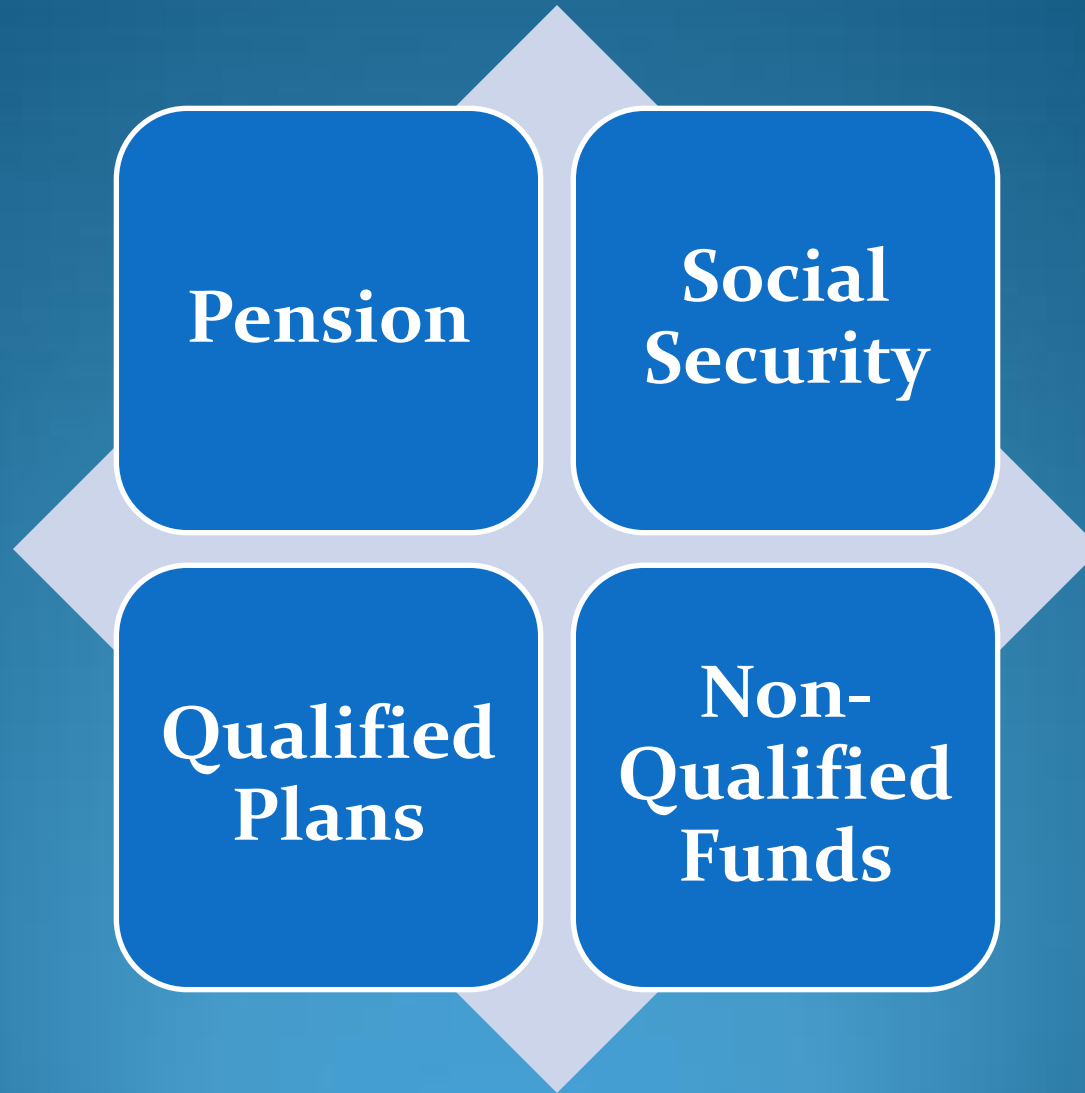 Pension
Social
Security
Qualified
Plans
Non-
Qualified
Funds